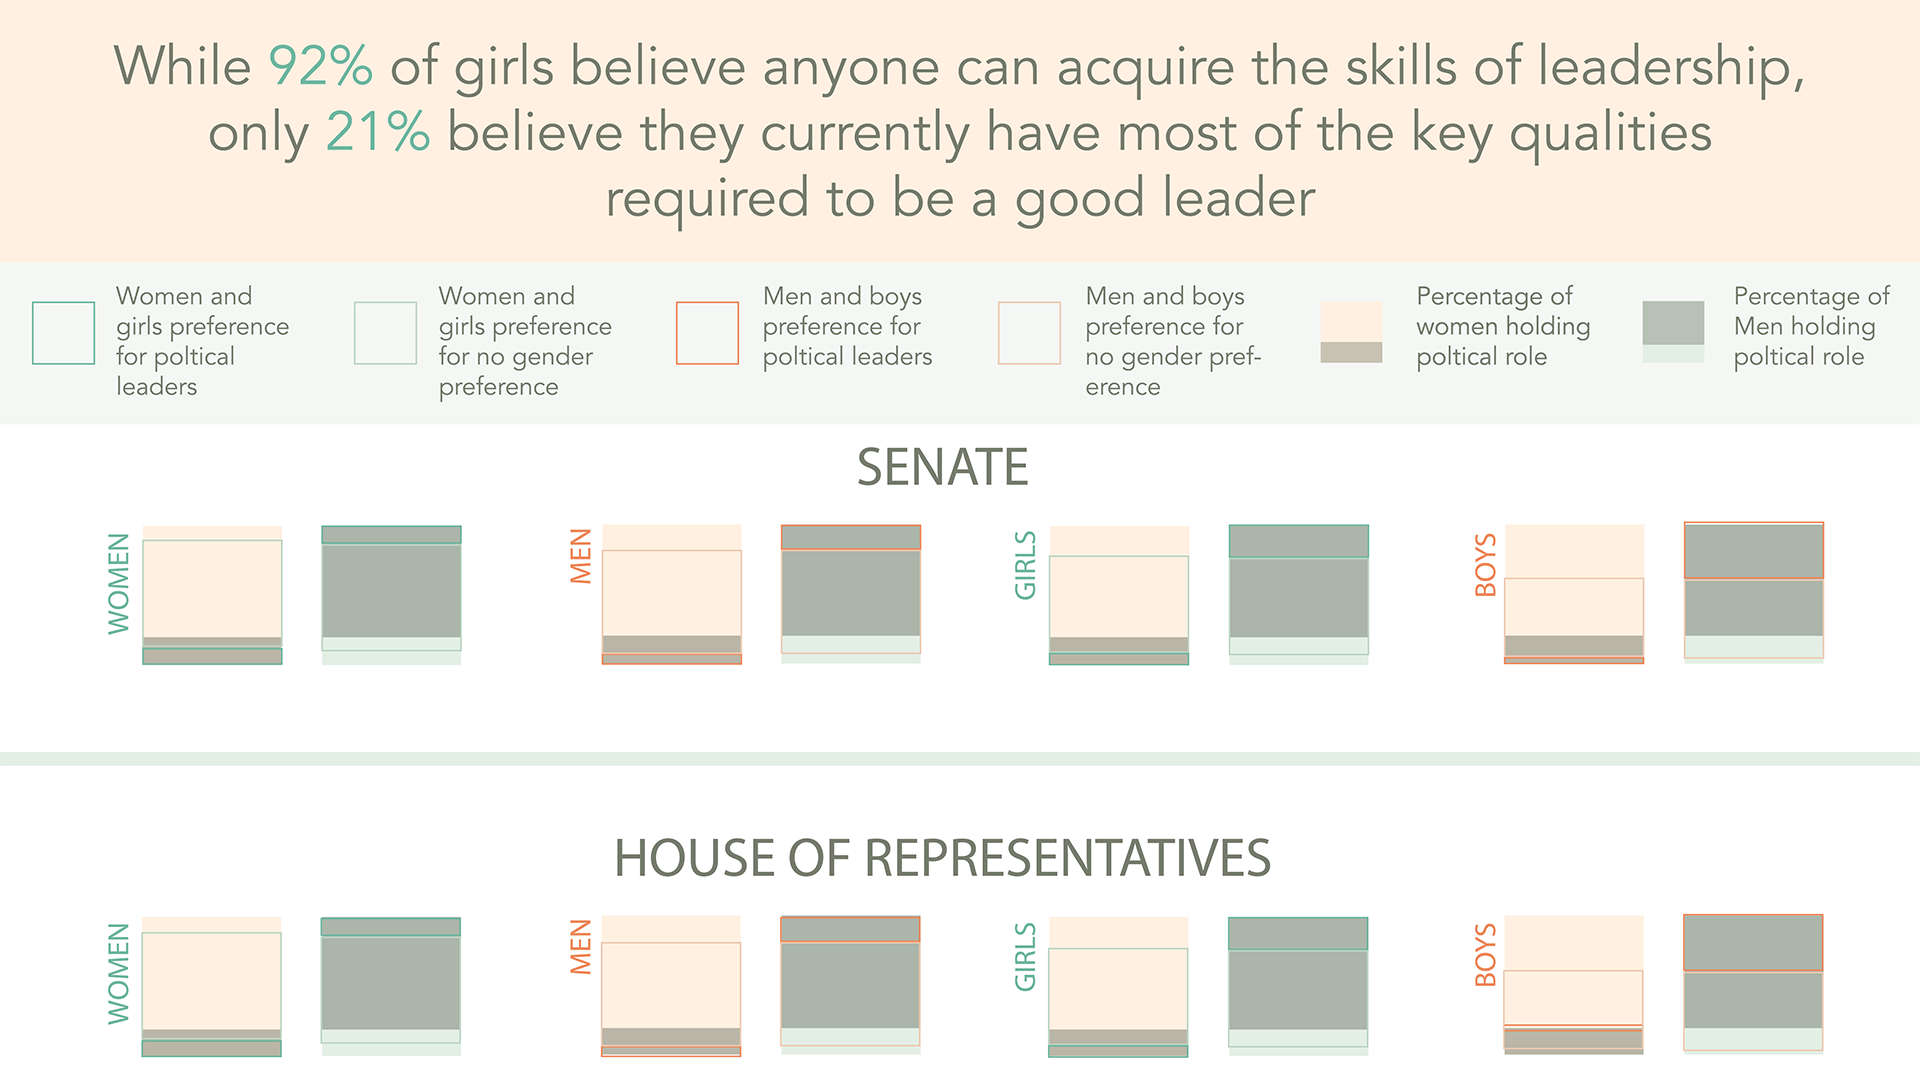 While 92% of girls believe anyone can acquire the skills of leadership,
only 21% believe they currently have most of the key qualities
required to be a good leader
Women and
girls preference
for poltical
leaders
Women and
girls preference
for no gender
preference
Men and boys
preference for
poltical leaders
Men and boys
preference for
no gender pref-
erence
Percentage of
women holding
poltical role
Percentage of
Men holding
poltical role
SENATE
WOMEN
MEN
GIRLS
BOYS
HOUSE OF REPRESENTATIVES
WOMEN
MEN
GIRLS
BOYS